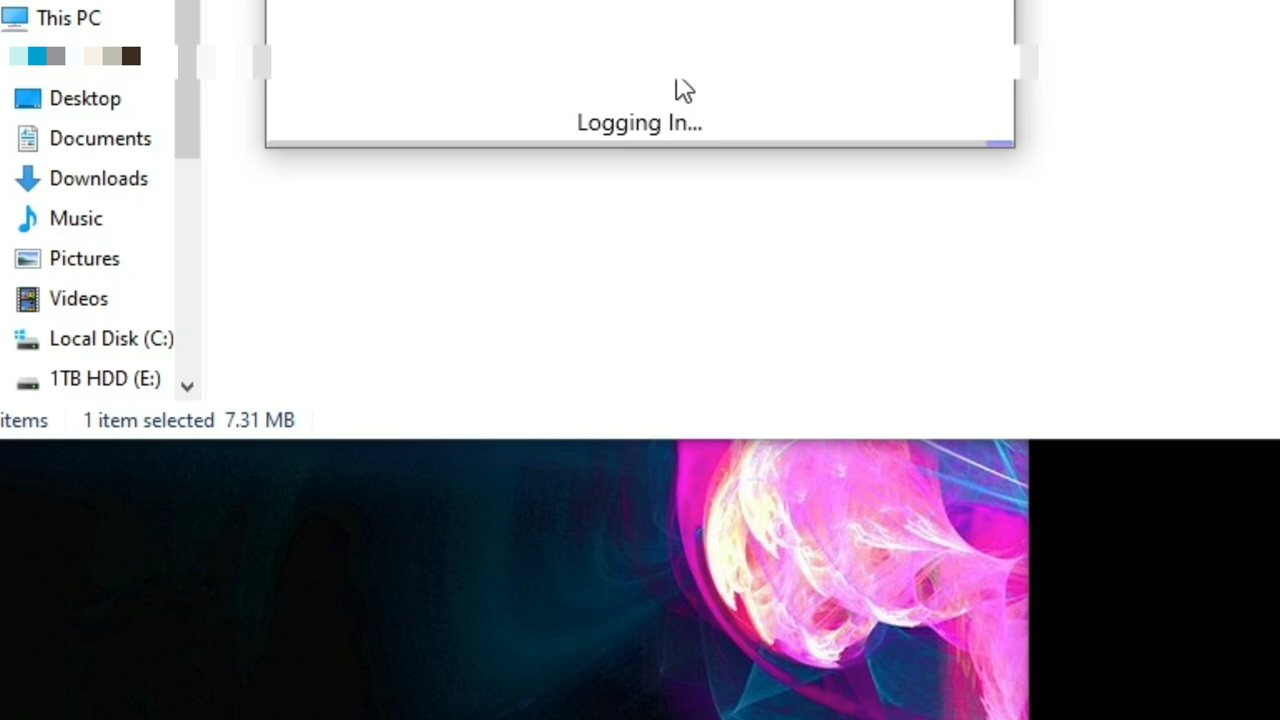 This PC
Desktop
Documents
Downloads
Music
Pictures
Videos
Local Disk (C:)
1TB HDD (E:)
Logging In...
items
1 item selected 7.31 MB